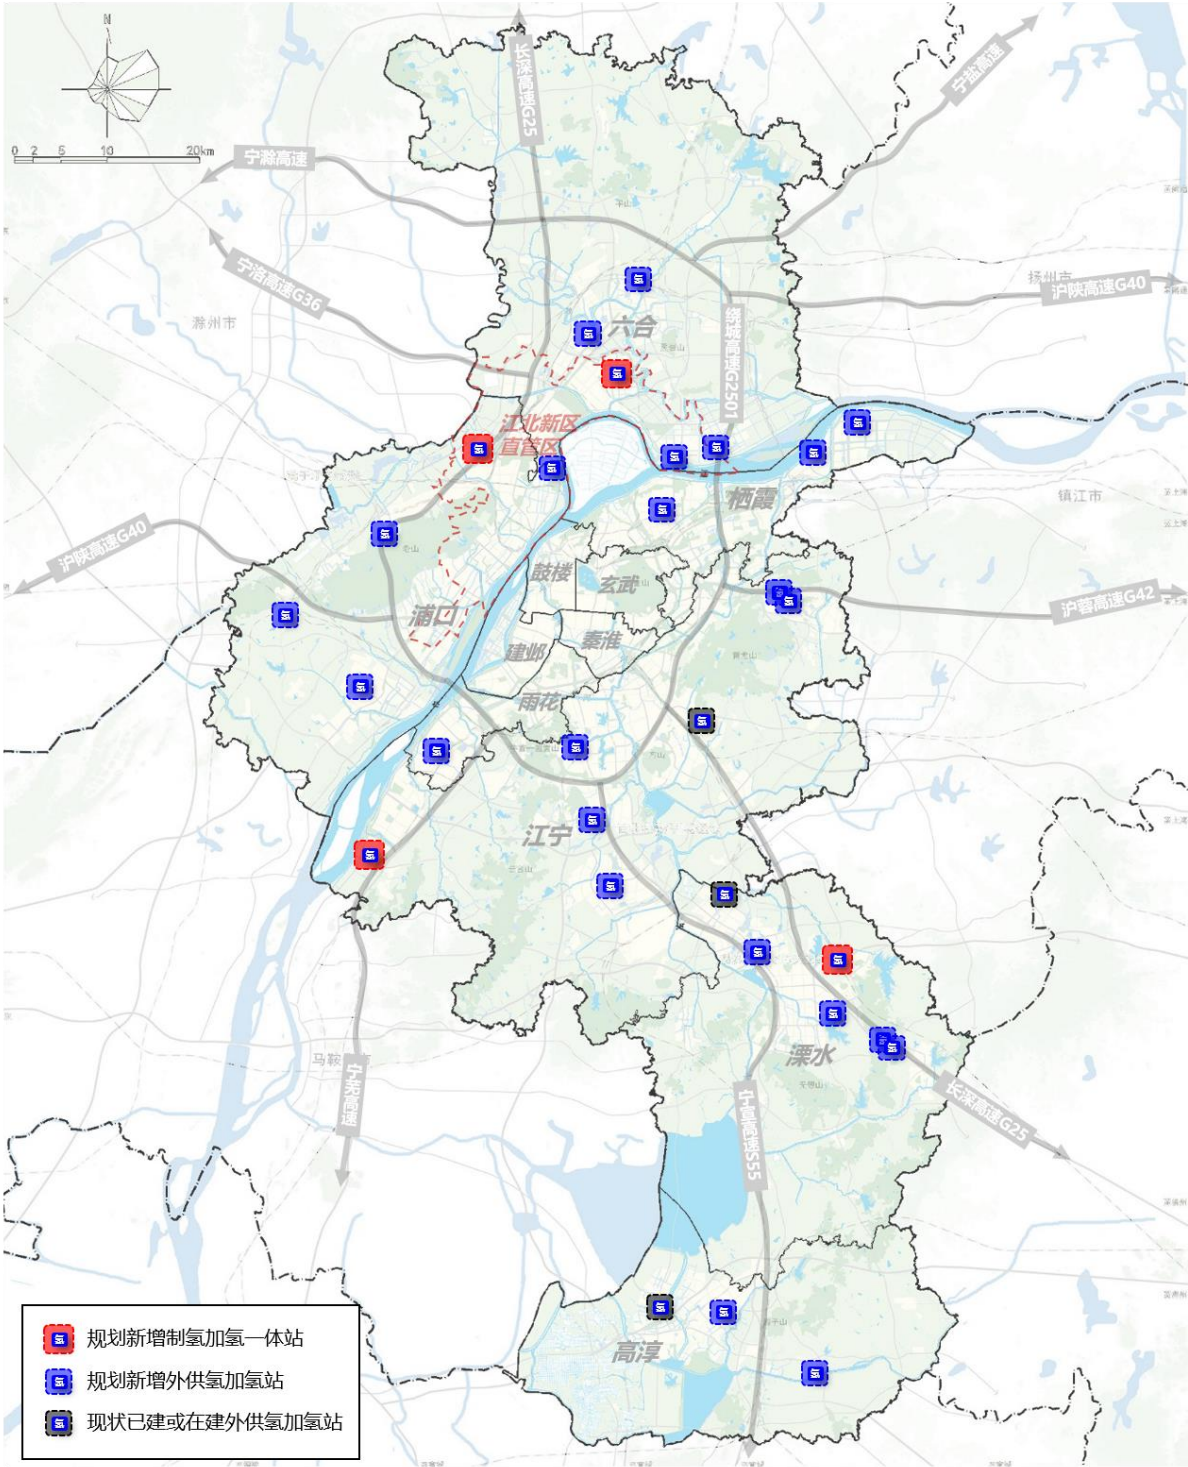 N
0 2 5 10 20km
长深高速G25
宁盐高速
宁滁高速
宁洛高速G36
扬州市
沪陕高速G40
滁州市
六合
绕城高速G2501
江北新区
直管区
镇江市
栖霞
沪陕高速G40
鼓楼
玄武
沪蓉高速G42
浦口
秦淮
建邺
雨花
江宁
溧水
马鞍
宁芜高速
长深高速G25
宁宣高速S55
高淳
氢 规划新增制氢加氢一体站
氢 规划新增外供氢加氢站
氢 现状已建或在建外供氢加氢站